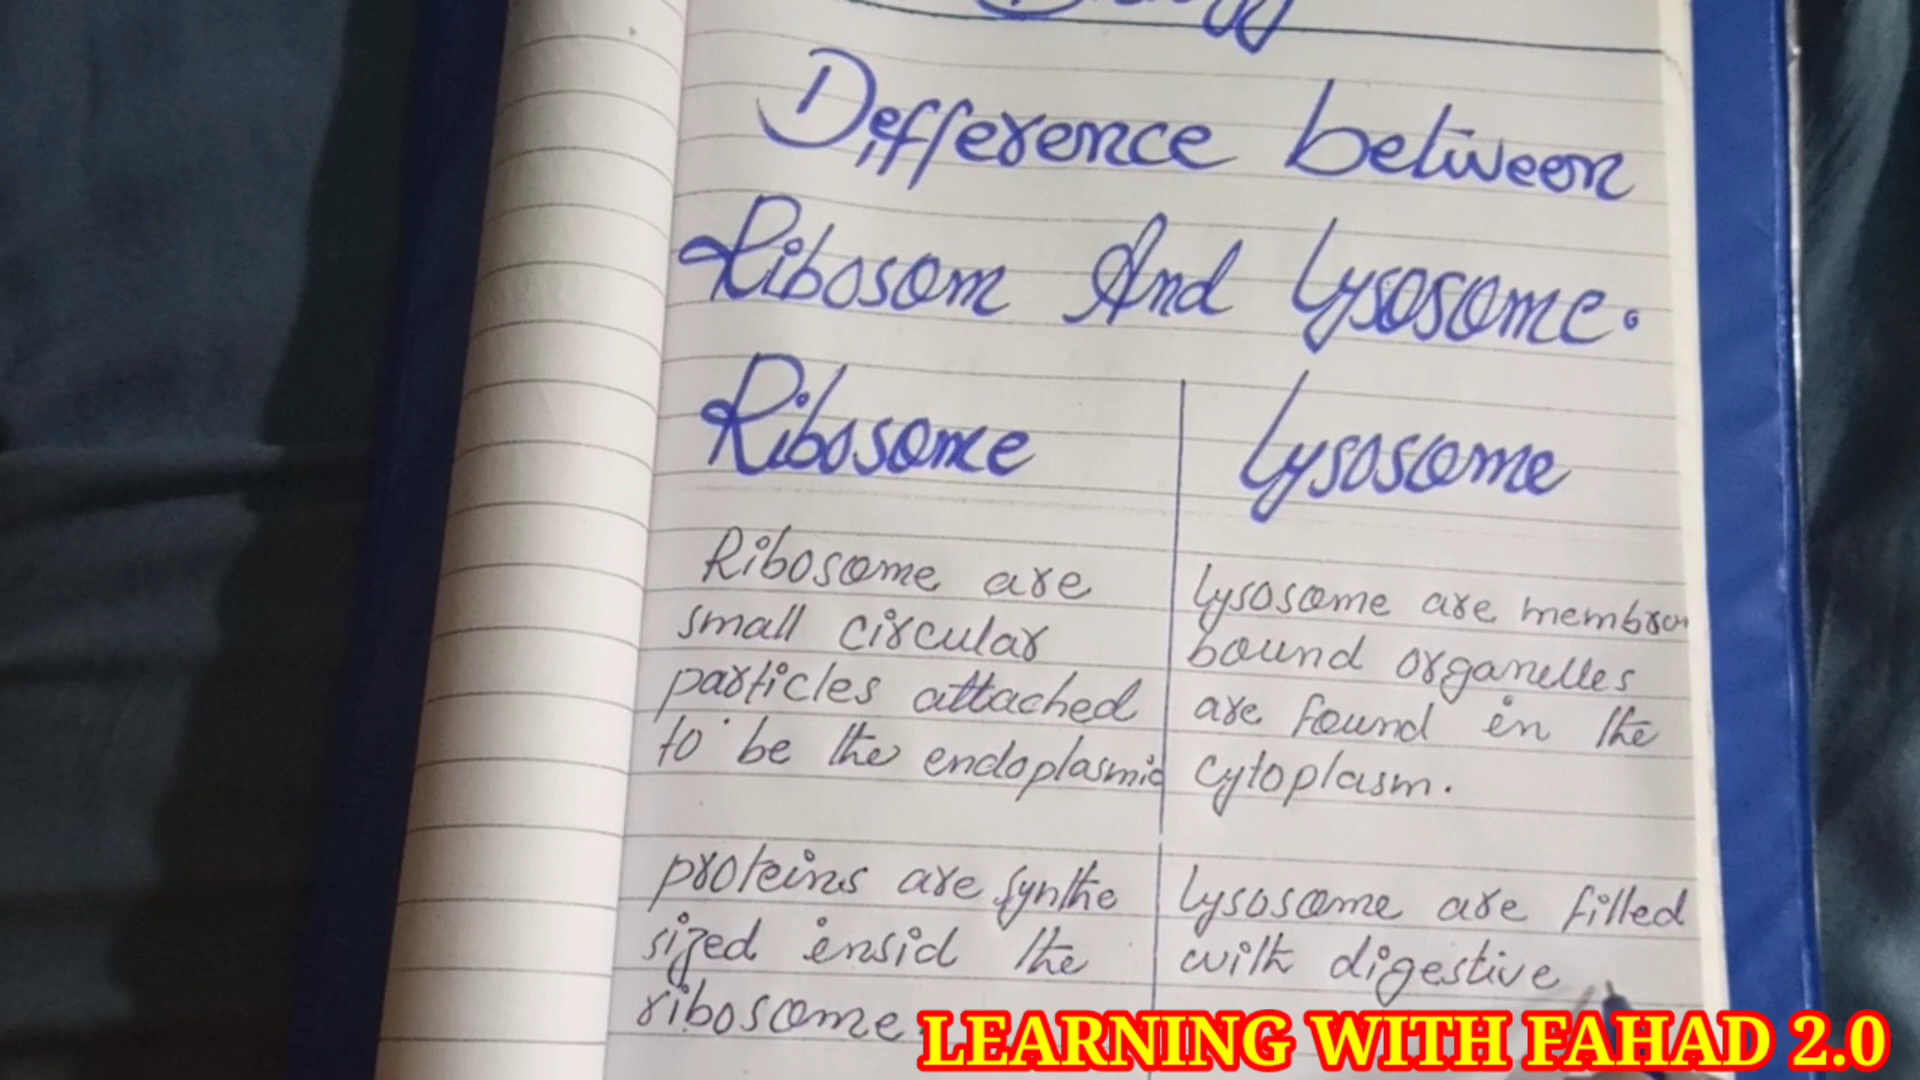 Difference between
Ribosom And Lysosome.
Ribosome
Lysosome
Ribosome are
small circular
particles attached
to be the endoplasmic
Lysosome are membran
bound organelles
are found in the
cytoplasm.
proteins are synthe
sized insid the
ribosome.
Lysosome are filled
with digestive
LEARNING WITH FAHAD 2.0